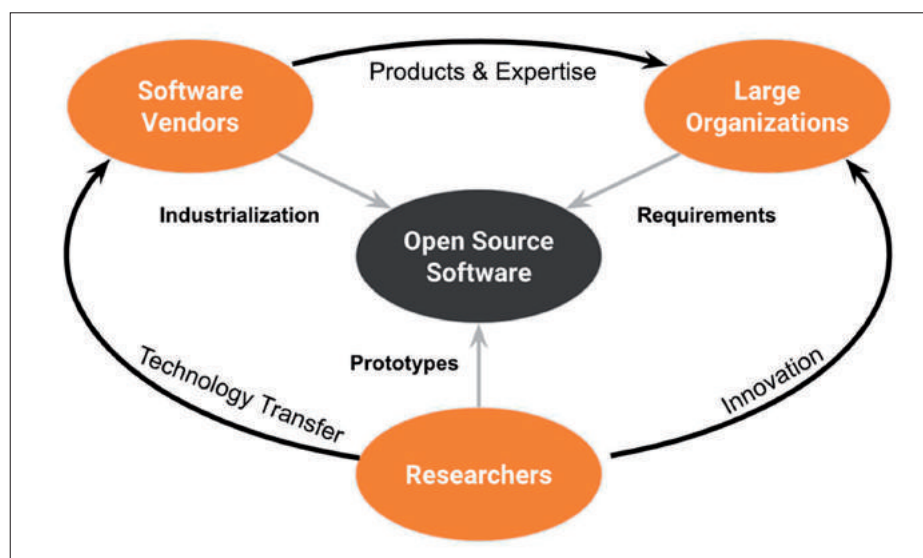 Software
Vendors
Products & Expertise
Large
Organizations
Industrialization
Requirements
Open Source
Software
Prototypes
Technology Transfer
Innovation
Researchers